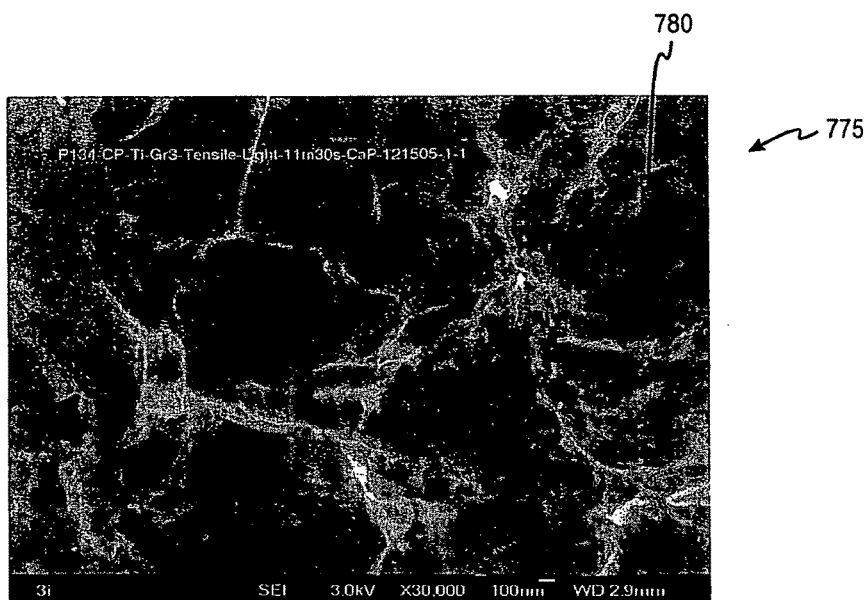 780
775
P134-CP-Ti-Gr3-Tensile-Light-11m30s-CaP-121505-1-1
3i SEI 3.0kV X30,000 100nm WD 2.9mm